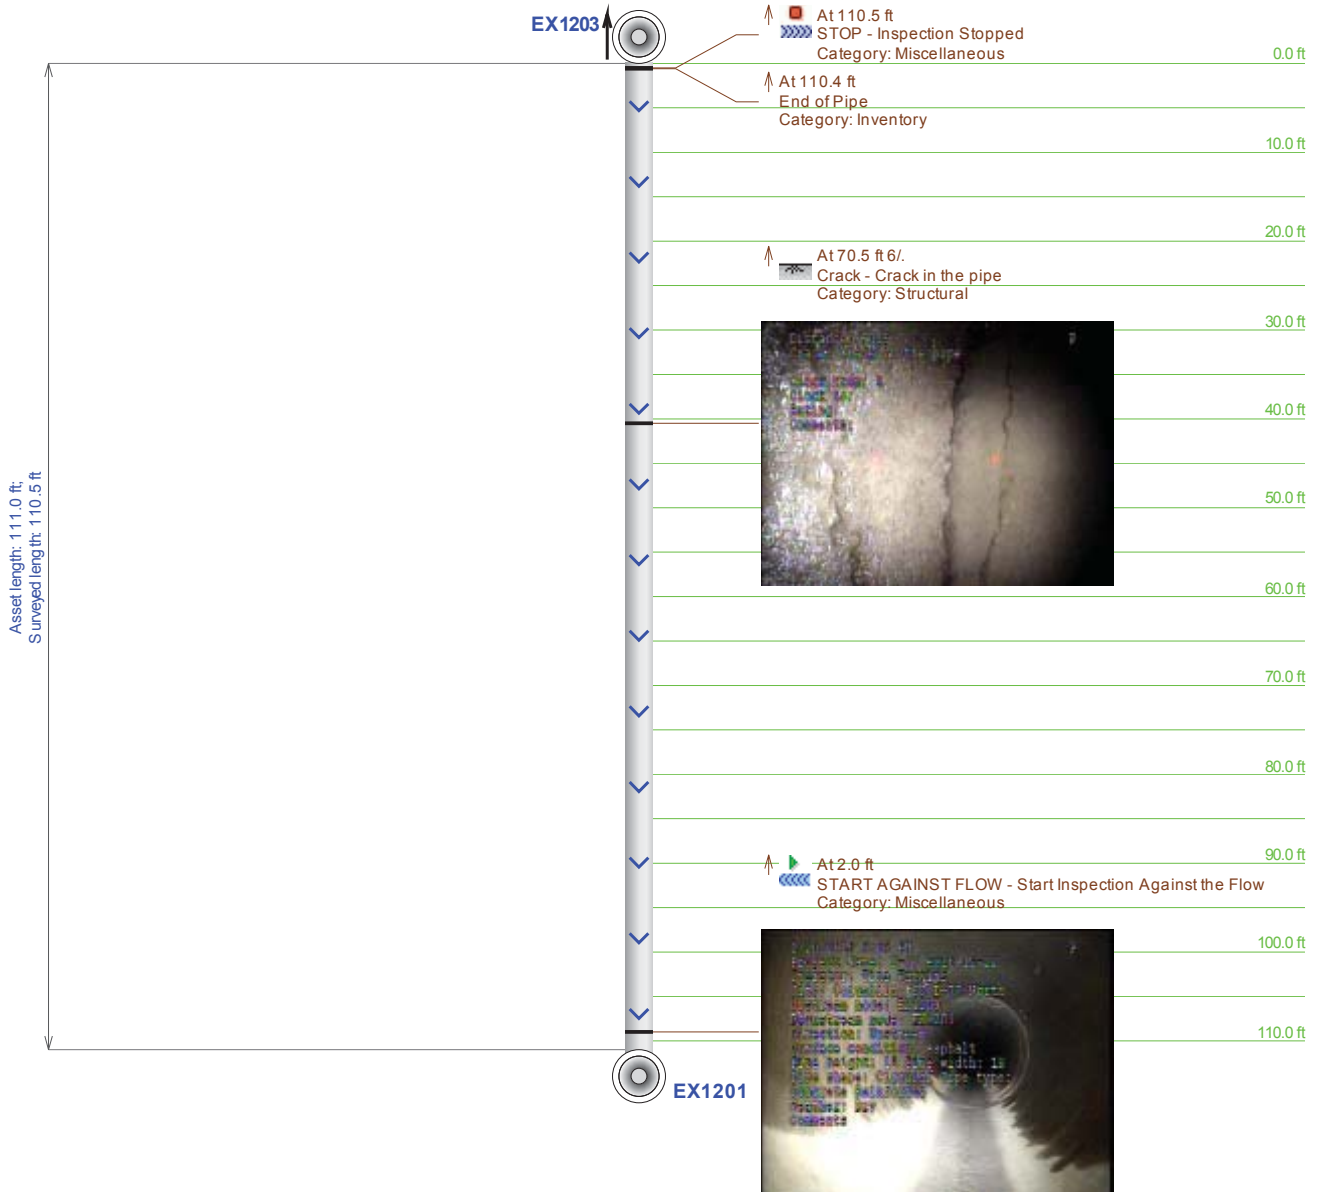 EX1203
At 110.5 ft
STOP - Inspection Stopped
Category: Miscellaneous
0.0 ft
At 110.4 ft
End of Pipe
Category: Inventory
10.0 ft
20.0 ft
At 70.5 ft 6/.
Crack - Crack in the pipe
Category: Structural
30.0 ft
40.0 ft
50.0 ft
Asset length: 111.0 ft;
Surveyed length: 110.5 ft
60.0 ft
70.0 ft
80.0 ft
90.0 ft
At 2.0 ft
START AGAINST FLOW - Start Inspection Against the Flow
Category: Miscellaneous
100.0 ft
110.0 ft
asphalt
width: 18
EX1201